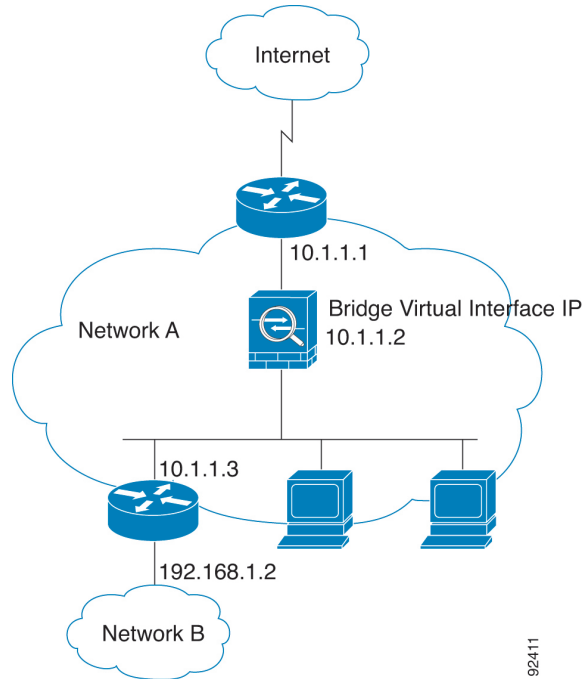 Internet
10.1.1.1
Bridge Virtual Interface IP
10.1.1.2
Network A
10.1.1.3
192.168.1.2
Network B
92411